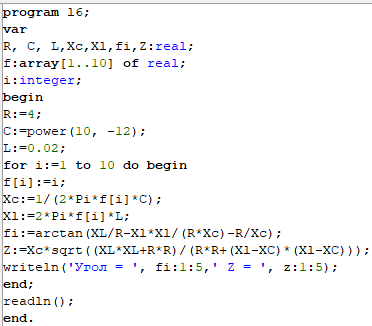 program l6;
var
R, C, L,Xc,Xl,fi,Z:real;
f:array[1..10] of real;
i:integer;
begin
R:=4;
C:=power(10, -12);
L:=0.02;
for i:=1 to 10 do begin
f[i]:=i;
Xc:=1/(2*Pi*f[i]*C);
Xl:=2*Pi*f[i]*L;
fi:=arctan(XL/R-Xl*Xl/(R*Xc)-R/Xc);
Z:=Xc*sqrt((XL*XL+R*R)/(R*R+(Xl-XC)*(Xl-XC)));
writeln('Угол = ', fi:1:5,' Z = ', z:1:5);
end;
readln();
end.